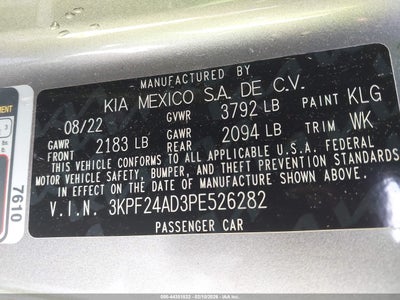 MANUFACTURED BY
KIA MEXICO S.A. DE C.V.
08/22 GVWR 3792 LB PAINT KLG
GAWR FRONT 2183 LB GAWR REAR 2094 LB TRIM WK
THIS VEHICLE CONFORMS TO ALL APPLICABLE U.S.A. FEDERAL
MOTOR VEHICLE SAFETY, BUMPER, AND THEFT PREVENTION STANDARDS
IN EFFECT ON THE DATE OF MANUFACTURE SHOWN ABOVE.
V.I.N. 3KPF24AD3PE526282
PASSENGER CAR
7610